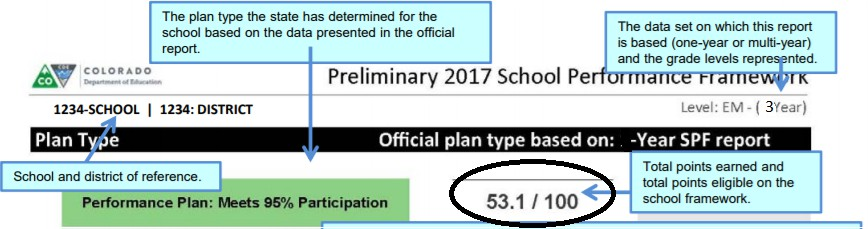 The plan type the state has determined for the
school based on the data presented in the official
report.
The data set on which this report
is based (one-year or multi-year)
and the grade levels represented.
CO
CDE
COLORADO
Department of Education
Preliminary 2017 School Performance Framework
1234-SCHOOL | 1234: DISTRICT
Level: EM - ( 3Year)
Plan Type
Official plan type based on: -Year SPF report
School and district of reference.
Total points earned and
total points eligible on the
school framework.
Performance Plan: Meets 95% Participation
53.1 / 100